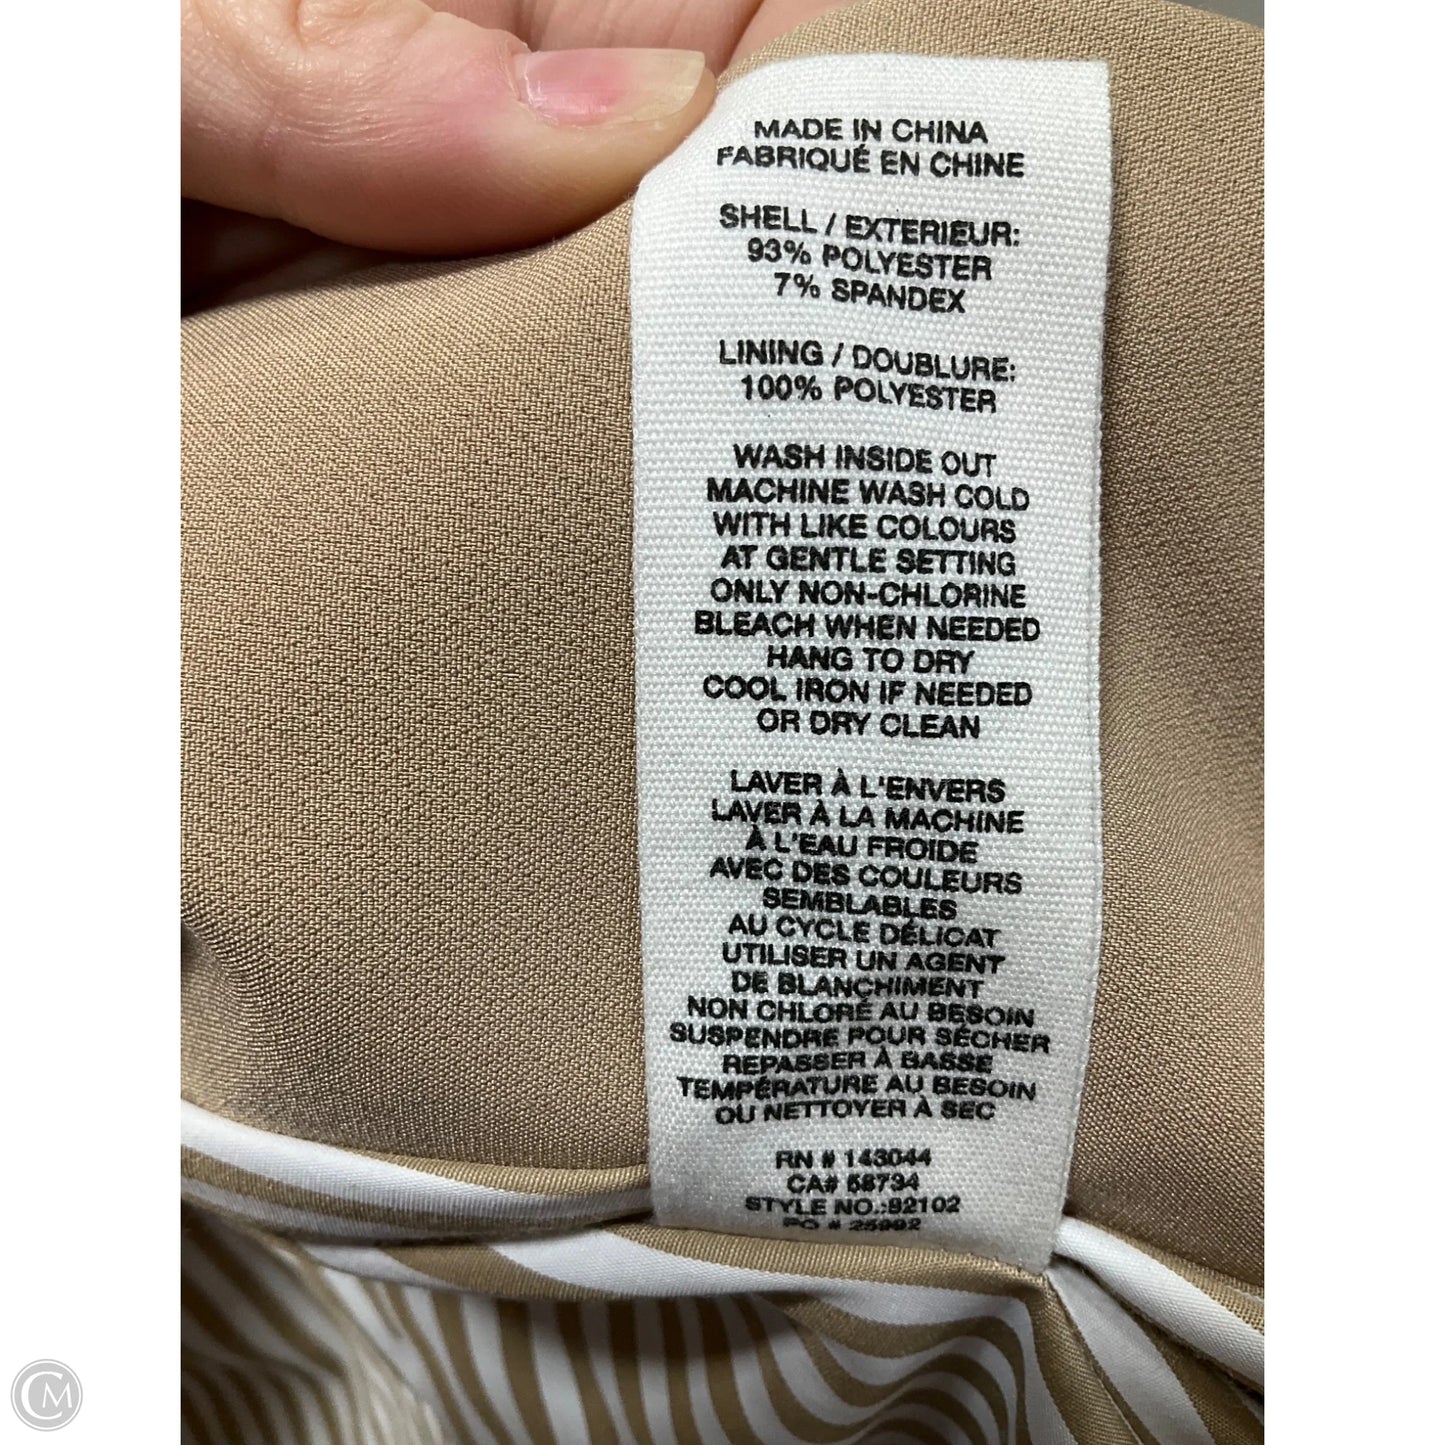 MADE IN CHINA
FABRIQUÉ EN CHINE
SHELL / EXTERIEUR:
93% POLYESTER
7% SPANDEX
LINING / DOUBLURE:
100% POLYESTER
WASH INSIDE OUT
MACHINE WASH COLD
WITH LIKE COLOURS
AT GENTLE SETTING
ONLY NON-CHLORINE
BLEACH WHEN NEEDED
HANG TO DRY
COOL IRON IF NEEDED
OR DRY CLEAN
LAVER À L'ENVERS
LAVER À LA MACHINE
À L'EAU FROIDE
AVEC DES COULEURS
SEMBLABLES
AU CYCLE DÉLICAT
UTILISER UN AGENT
DE BLANCHIMENT
NON CHLORÉ AU BESOIN
SUSPENDRE POUR SÉCHER
REPASSER À BASSE
TEMPÉRATURE AU BESOIN
OU NETTOYER À SEC
RN # 143044
CA# 58734
STYLE NO.:82102
PO # 25992
CM